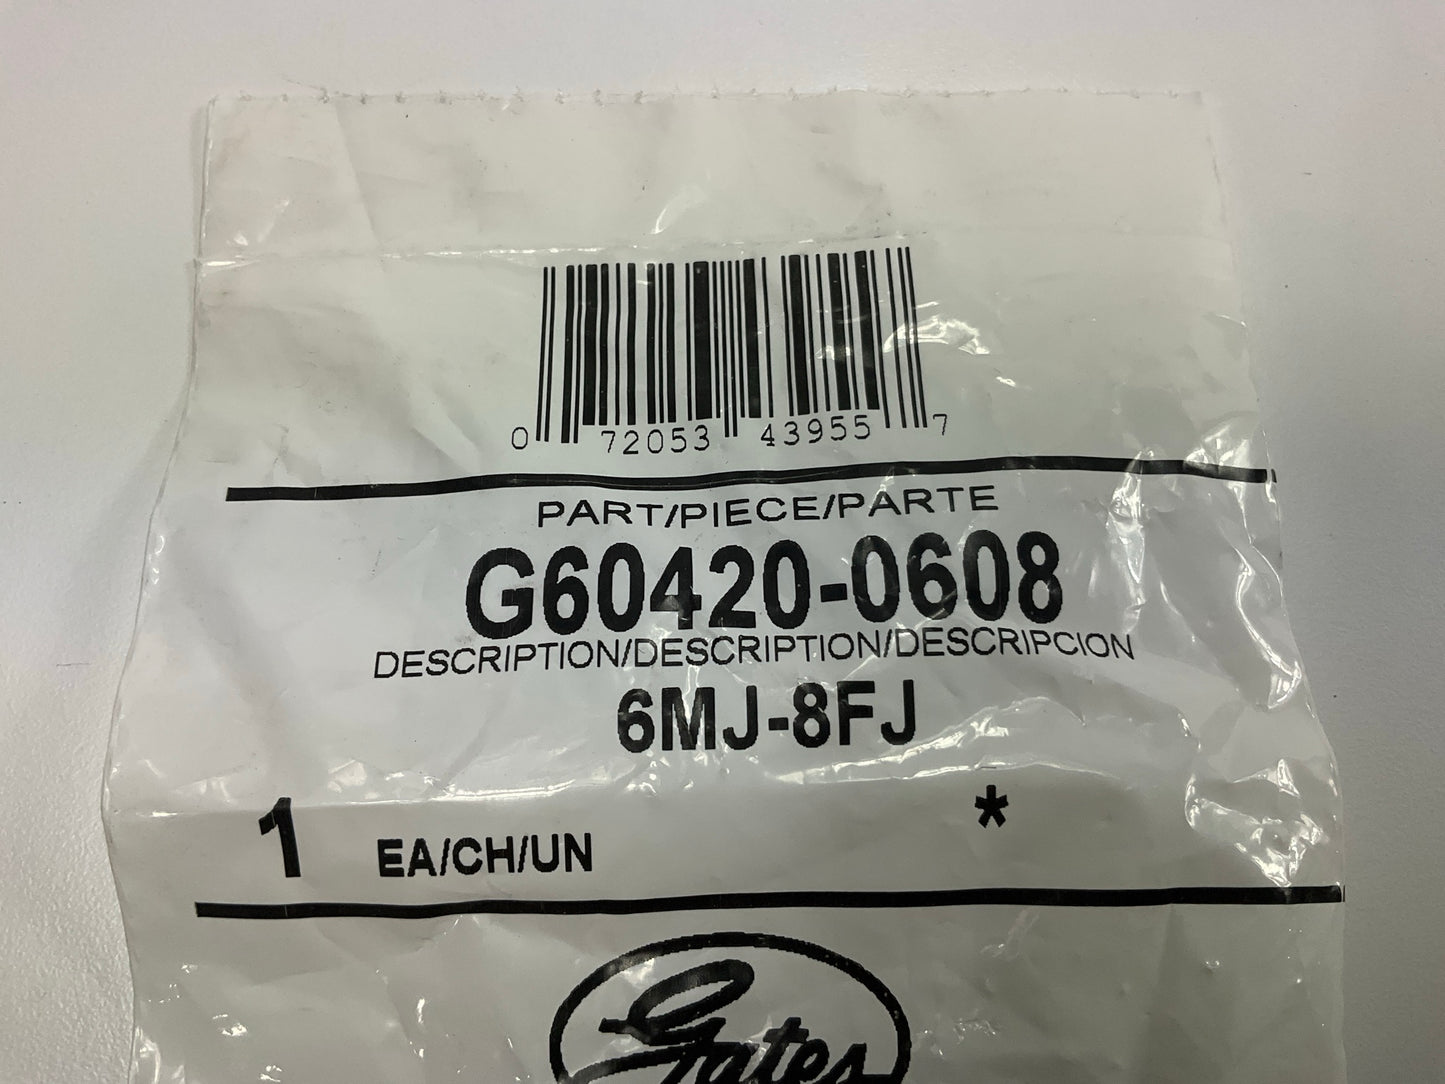 0 72053 43955 7
PART/PIECE/PARTE
G60420-0608
DESCRIPTION/DESCRIPTION/DESCRIPCION
6MJ-8FJ
1 EA/CH/UN *
Gates